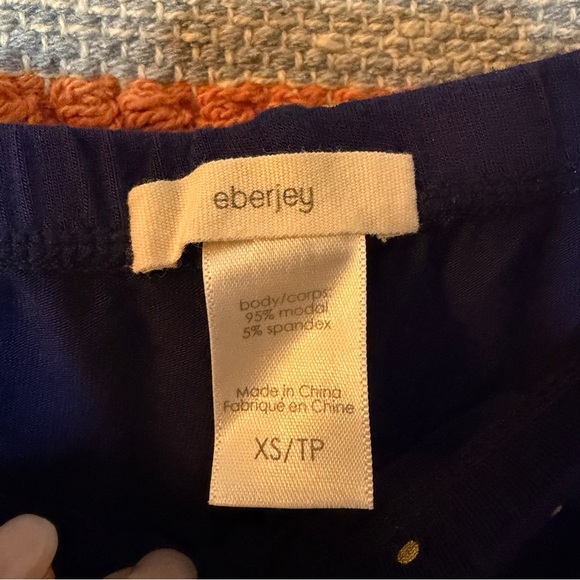 eberjey
body/corps:
95% modal
5% spandex
Made in China
Fabriqué en Chine
XS/TP